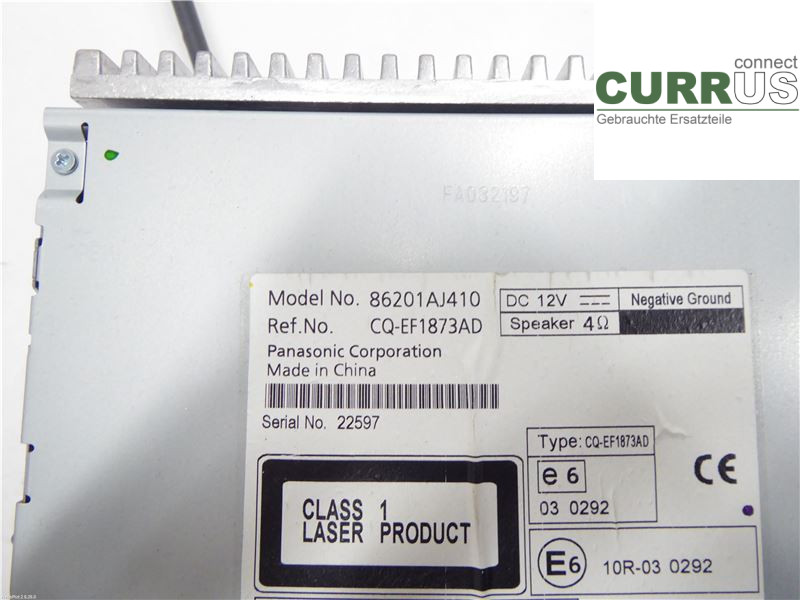 connect
CURRUS
Gebrauchte Ersatzteile
FA032197
Model No. 86201AJ410
DC 12V
Negative Ground
Ref.No. CQ-EF1873AD
Speaker 4Ω
Panasonic Corporation
Made in China
Serial No. 22597
Type: CQ-EF1873AD
e 6
CE
03 0292
CLASS 1
LASER PRODUCT
E6
10R-03 0292